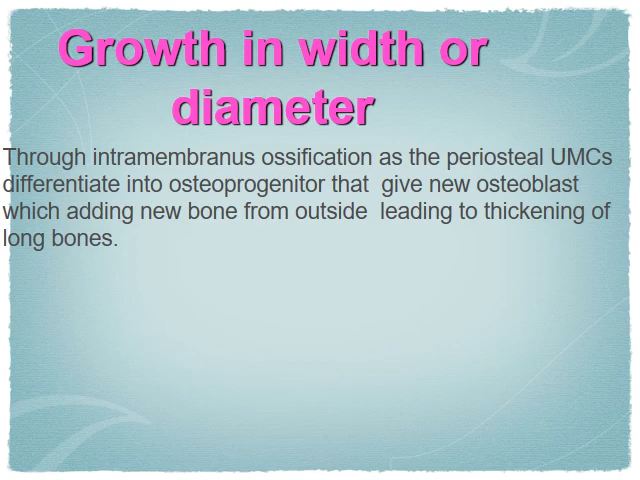 Growth in width or
diameter
Through intramembranus ossification as the periosteal UMCs
differentiate into osteoprogenitor that  give new osteoblast
which adding new bone from outside  leading to thickening of
long bones.